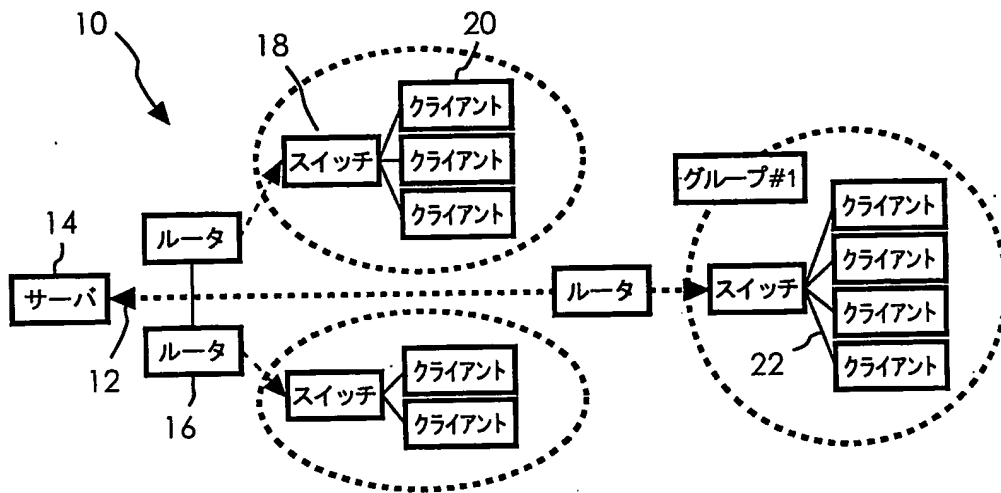 10
18
20
クライアント
スイッチ
クライアント
クライアント
グループ#1
クライアント
14
ルータ
クライアント
サーバ
ルータ
スイッチ
クライアント
12
ルータ
22
クライアント
16
スイッチ
クライアント
クライアント